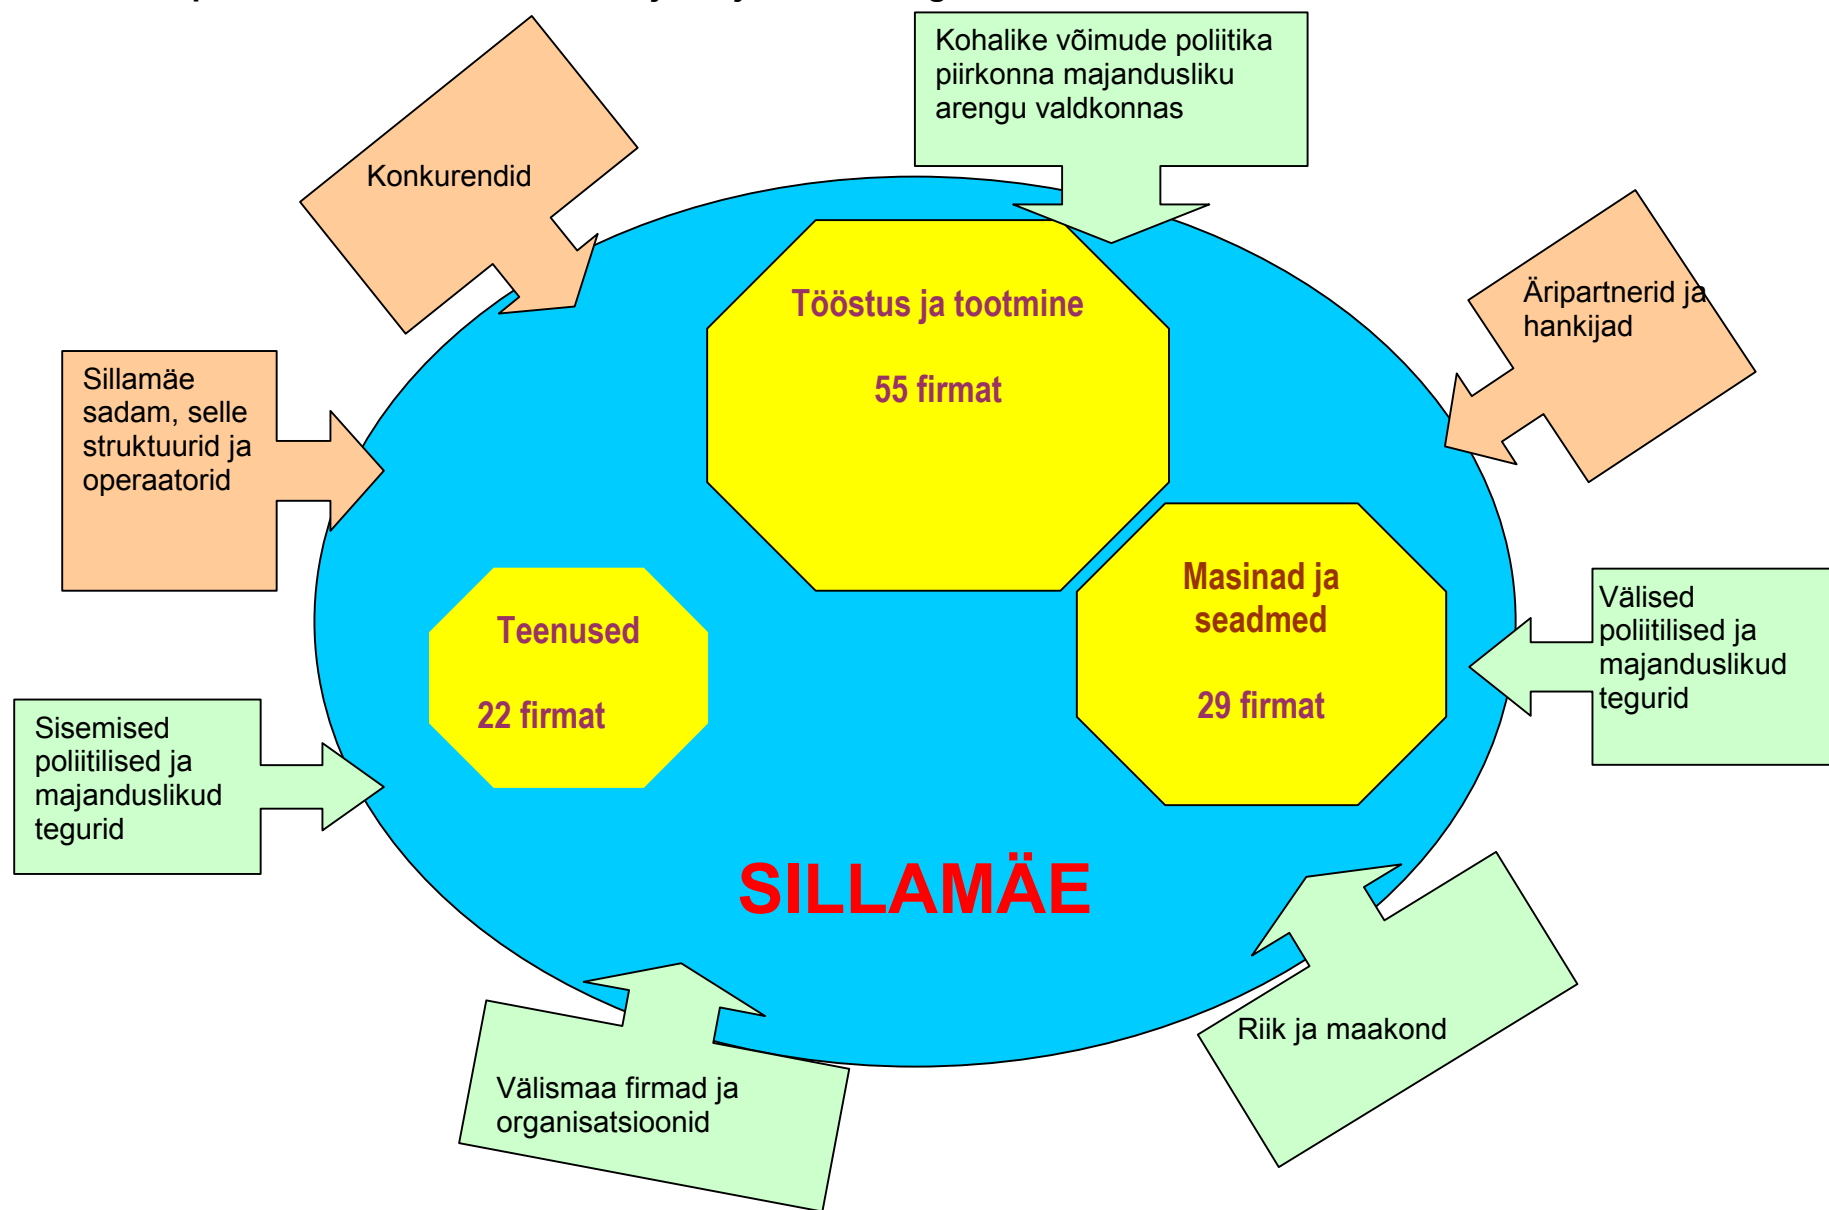 Kohalike võimude poliitika
piirkonna majandusliku
arengu valdkonnas
Konkurendid
Äripartnerid ja
hankijad
Tööstus ja tootmine
55 firmat
Sillamäe
sadam, selle
struktuurid ja
operaatorid
Masinad ja
seadmed
29 firmat
Välised
poliitilised ja
majanduslikud
tegurid
Teenused
22 firmat
Sisemised
poliitilised ja
majanduslikud
tegurid
SILLAMÄE
Riik ja maakond
Välismaa firmad ja
organisatsioonid